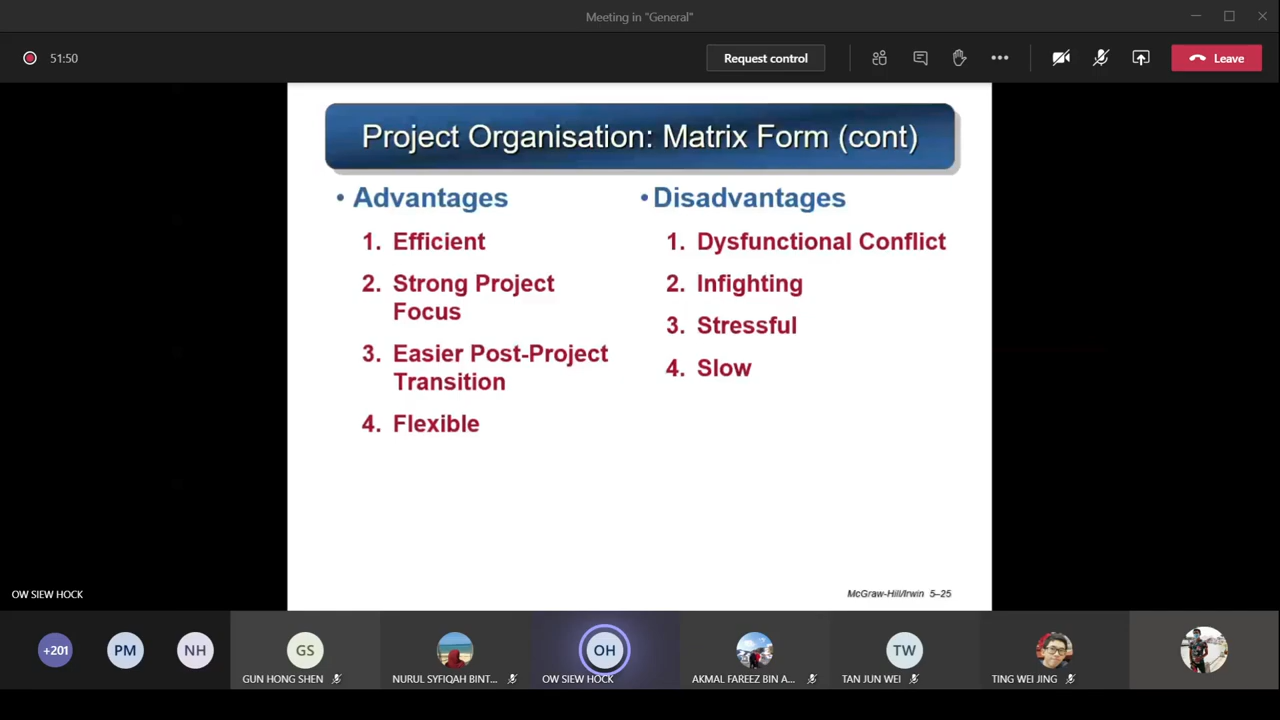 Meeting in "General"
51:50
Request control
Leave
Project Organisation: Matrix Form (cont)
• Advantages
1. Efficient
2. Strong Project
Focus
3. Easier Post-Project
Transition
4. Flexible
• Disadvantages
1. Dysfunctional Conflict
2. Infighting
3. Stressful
4. Slow
McGraw-Hill/Irwin 5–25
OW SIEW HOCK
+201
PM
NH
GS
GUN HONG SHEN
NURUL SYFIQAH BINT...
OH
OW SIEW HOCK
AKMAL FAREEZ BIN A...
TW
TAN JUN WEI
TING WEI JING